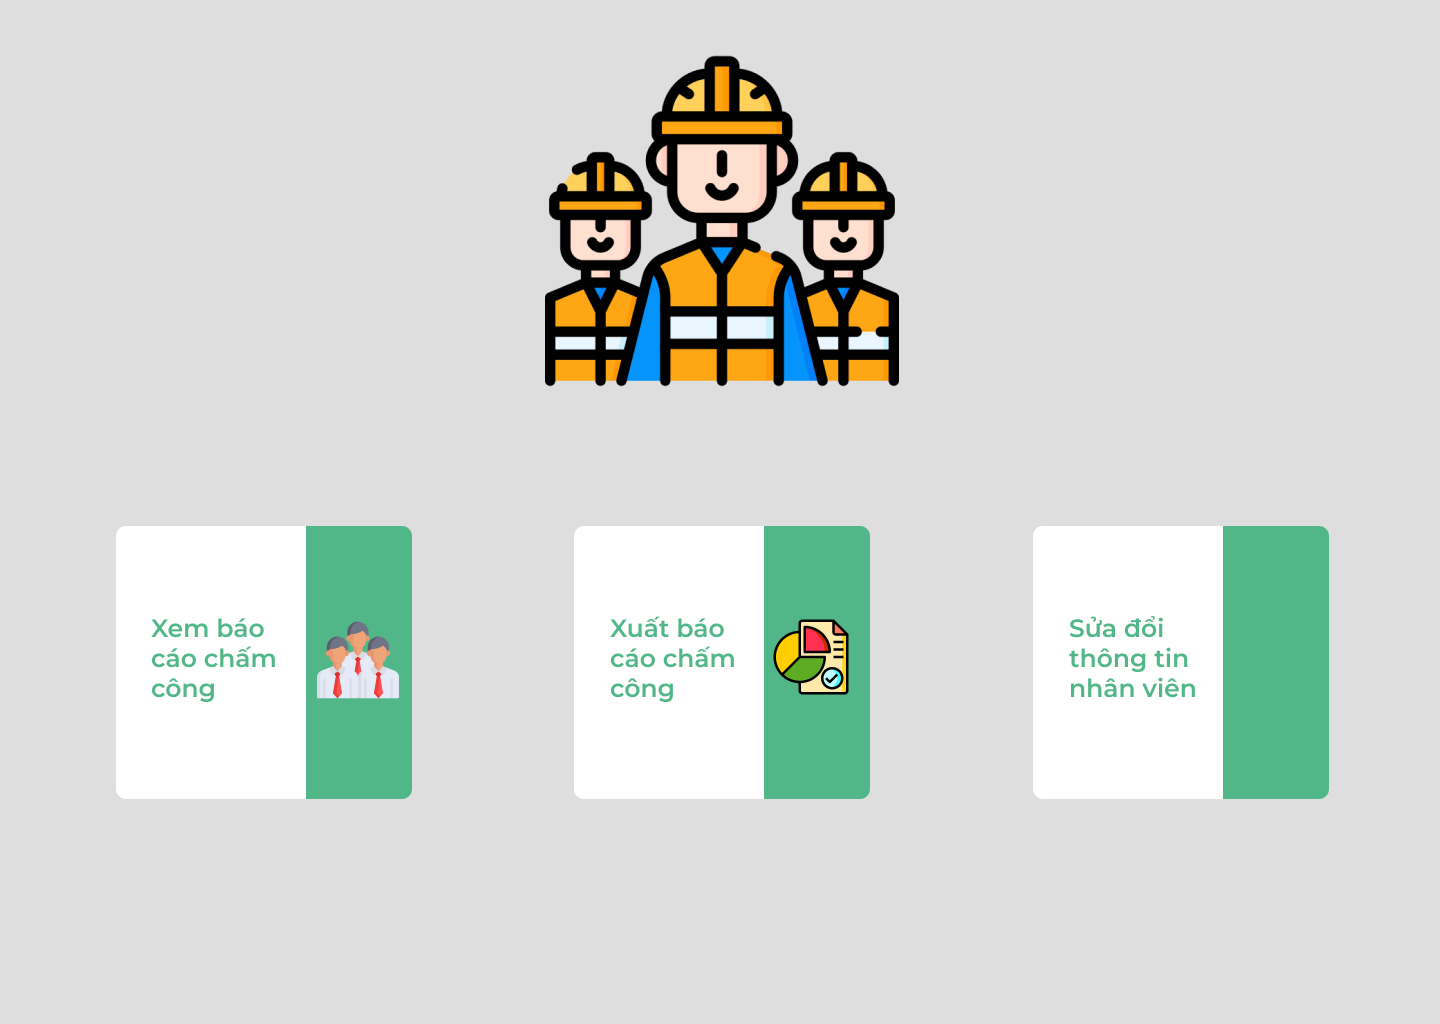 Xem báo
cáo chấm
công
Xuất báo
cáo chấm
công
Sửa đổi
thông tin
nhân viên